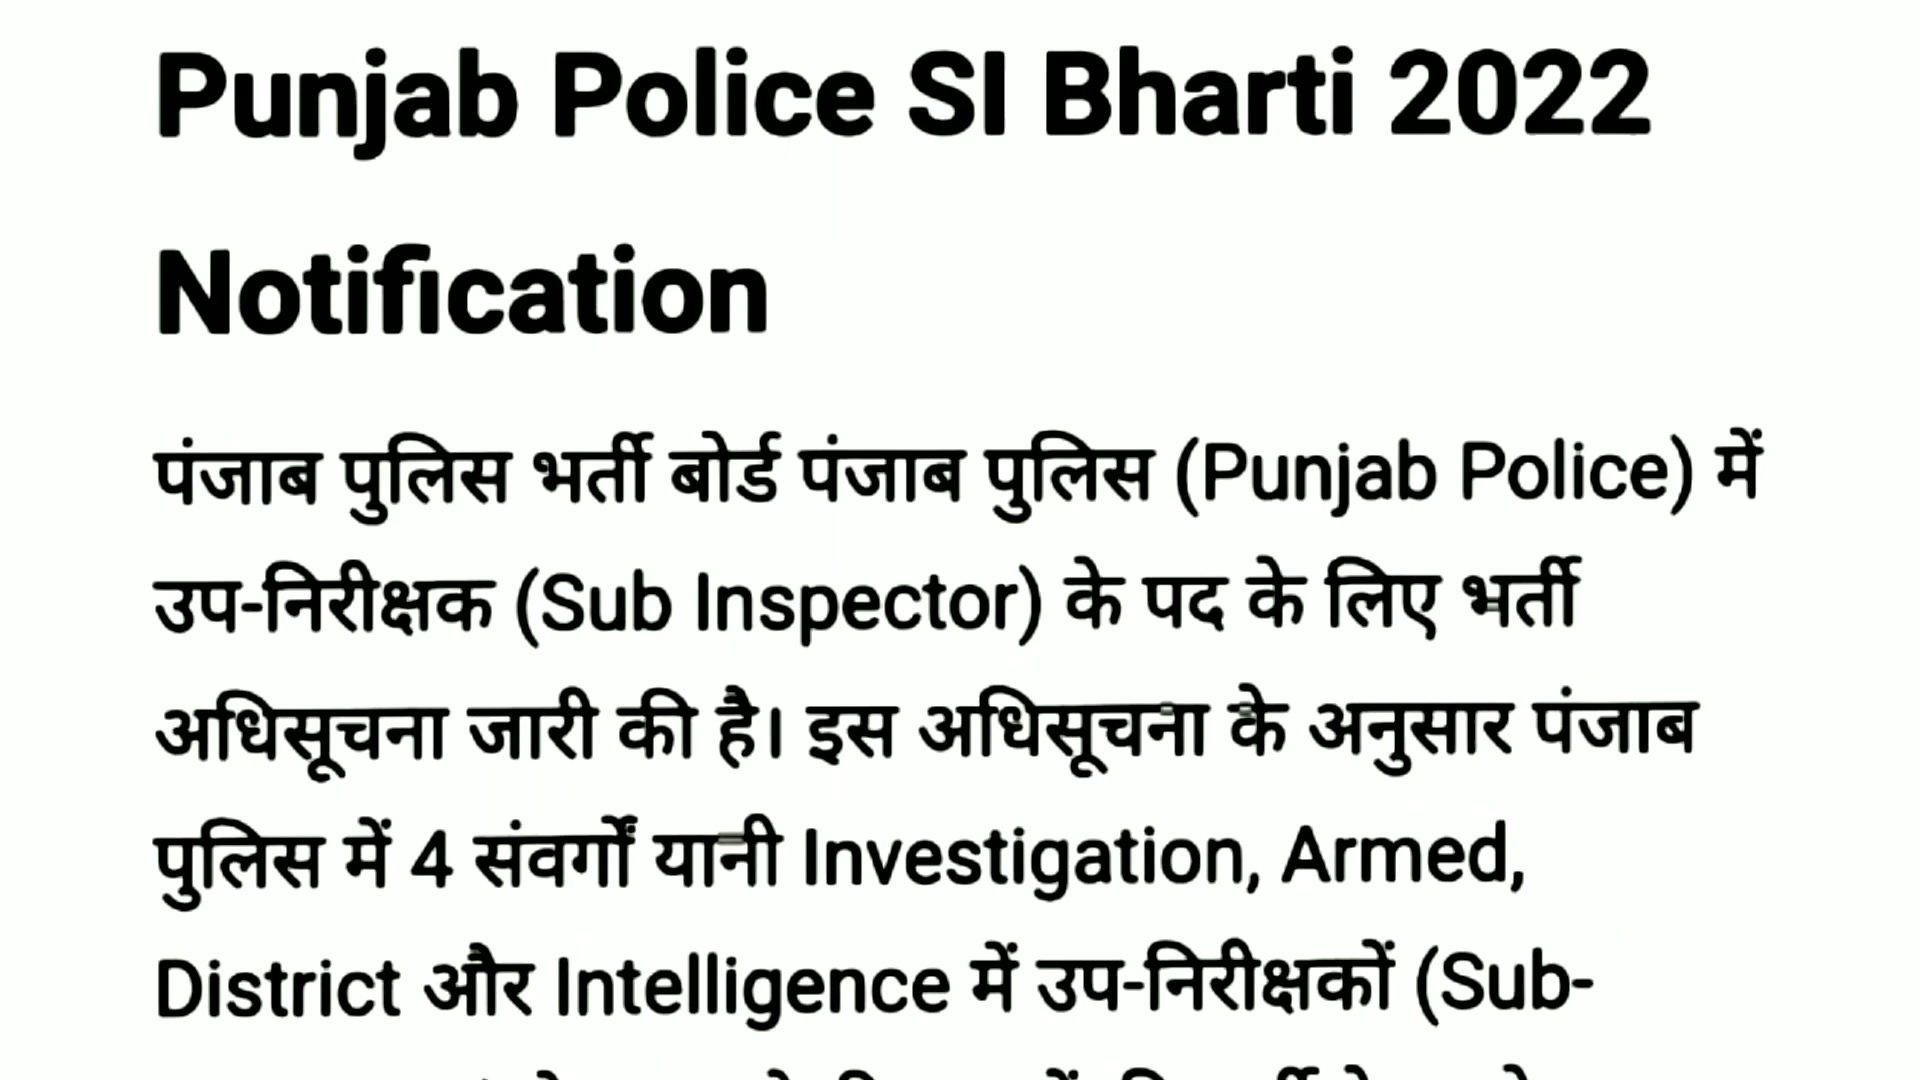 Punjab Police SI Bharti 2022
Notification
पंजाब पुलिस भर्ती बोर्ड पंजाब पुलिस (Punjab Police) में
उप-निरीक्षक (Sub Inspector) के पद के लिए भर्ती
अधिसूचना जारी की है। इस अधिसूचना के अनुसार पंजाब
पुलिस में 4 संवर्गों यानी Investigation, Armed,
District और Intelligence में उप-निरीक्षकों (Sub-